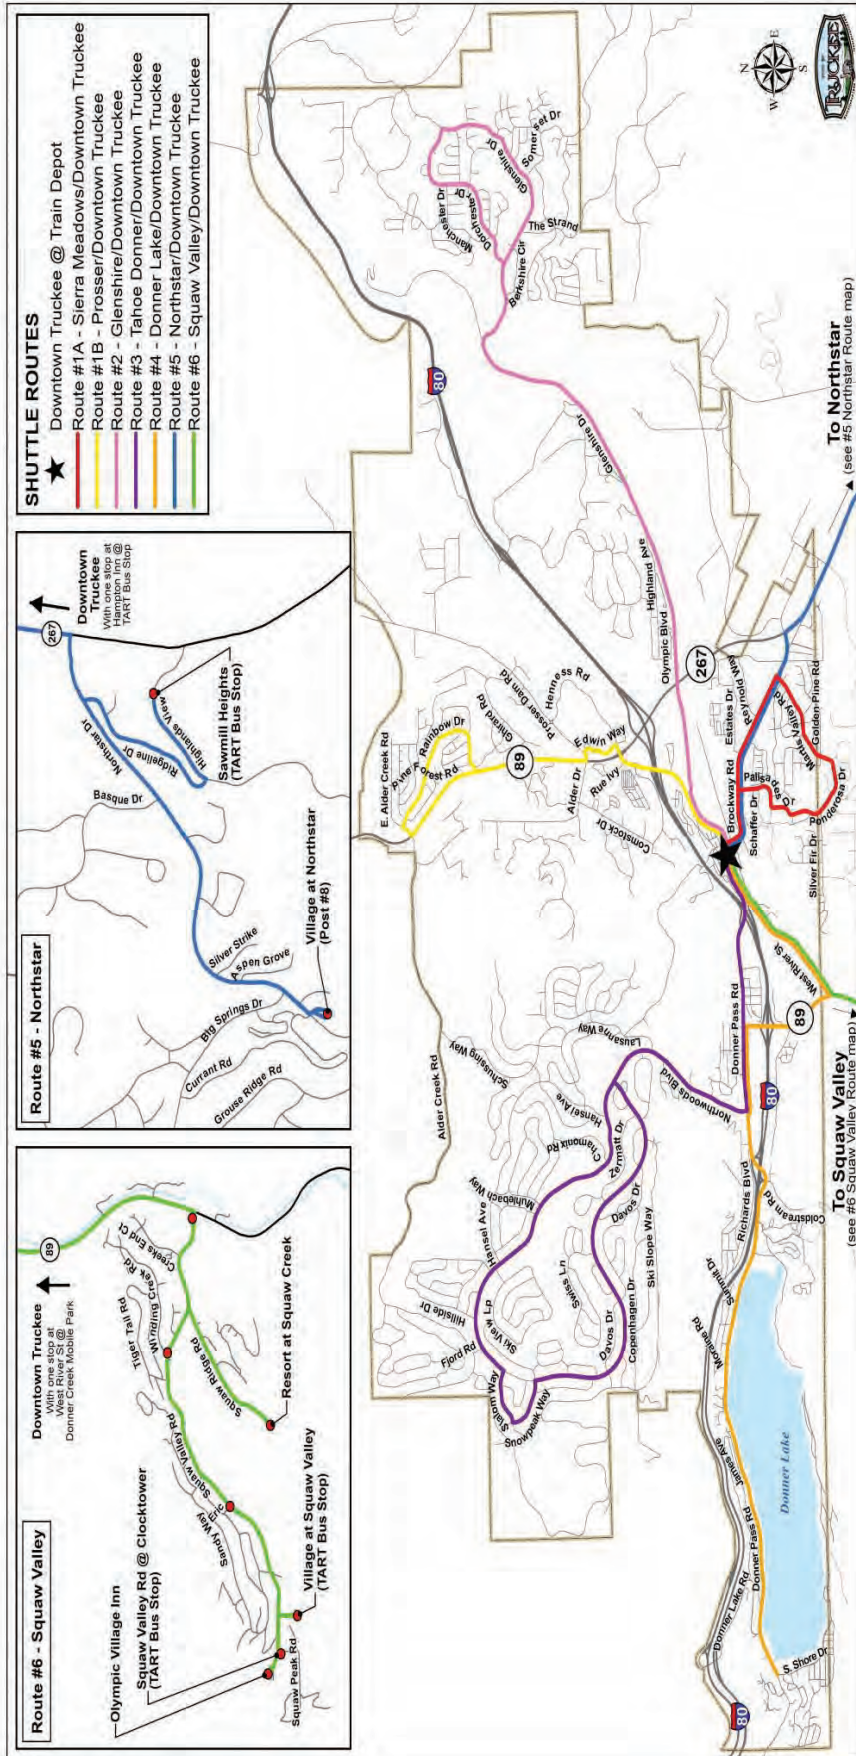 Route #6 - Squaw Valley
Downtown Truckee
With one stop at
West River St @
Donner Creek Mobile Park
89
Olympic Village Inn
Squaw Valley Rd @ Clocktower
(TART Bus Stop)
Tiger Tail Rd
Winding Creek Rd
Creeks End Ct
Squaw Valley Rd
Squaw Ridge Rd
Sandy Way
Eric
Squaw Peak Rd
Resort at Squaw Creek
Village at Squaw Valley
(TART Bus Stop)
Route #5 - Northstar
Downtown
Truckee
With one stop at
Hampton Inn @
TART Bus Stop
267
Northstar Dr
Basque Dr
Ridgeline Dr
Highlands View
Sawmill Heights
(TART Bus Stop)
Silver Strike
Aspen Grove
Big Springs Dr
Currant Rd
Grouse Ridge Rd
Village at Northstar
(Post #8)
SHUTTLE ROUTES
Downtown Truckee @ Train Depot
Route #1A - Sierra Meadows/Downtown Truckee
Route #1B - Prosser/Downtown Truckee
Route #2 - Glenshire/Downtown Truckee
Route #3 - Tahoe Donner/Downtown Truckee
Route #4 - Donner Lake/Downtown Truckee
Route #5 - Northstar/Downtown Truckee
Route #6 - Squaw Valley/Downtown Truckee
N
W
E
S
TRUCKEE
Manchester Dr
Dorchester Dr
Glenshire Dr
Somerset Dr
The Strand
Berkshire Cir
80
Glenshire Dr
Highland Ave
Olympic Blvd
E. Alder Creek Rd
Pine Forest Rd
Rainbow Dr
Ghirard Rd
Prosser Dam Rd
Henness Rd
89
Alder Dr
Edwin Way
Rue Ivy
Comstock Dr
267
Alder Creek Rd
Schussing Way
Lausanne Way
Hansel Ave
Chamonix Rd
Zermatt Dr
Muhlebach Way
Hansel Ave
Hillside Dr
Fjord Rd
Ski View Lp
Slalom Way
Snowpeak Way
Swiss Ln
Davos Dr
Davos Dr
Copenhagen Dr
Ski Slope Way
Northwoods Blvd
Donner Pass Rd
Brockway Rd
Estates Dr
Reynold Way
Palisades Dr
Schaffer Dr
Martis Valley Rd
Golden Pine Rd
Ponderosa Dr
Silver Fir Dr
West River St
89
80
Richards Blvd
Coldstream Rd
Summit Dr
Moraine Rd
James Ave
Donner Pass Rd
Donner Lake Rd
Donner Lake
S. Shore Dr
80
To Squaw Valley
(see #6 Squaw Valley Route map)
To Northstar
(see #5 Northstar Route map)